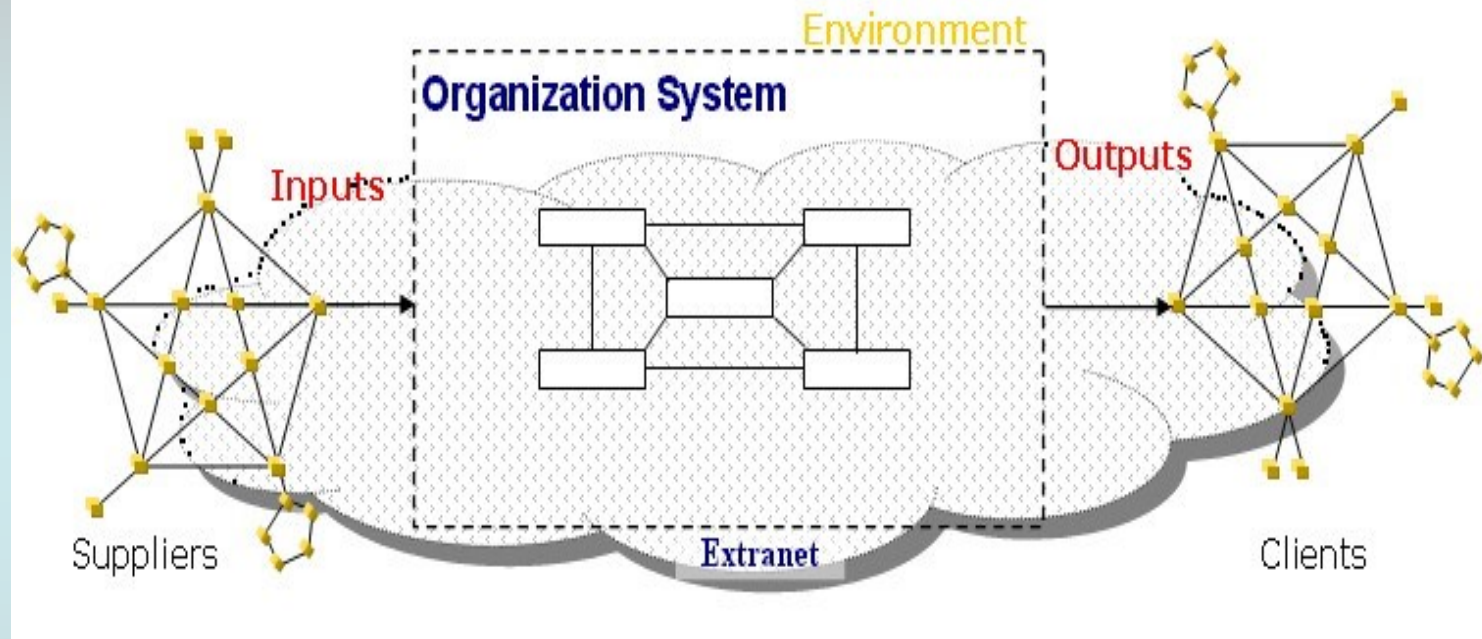 Environment
Organization System
Inputs
Outputs
Suppliers
Extranet
Clients